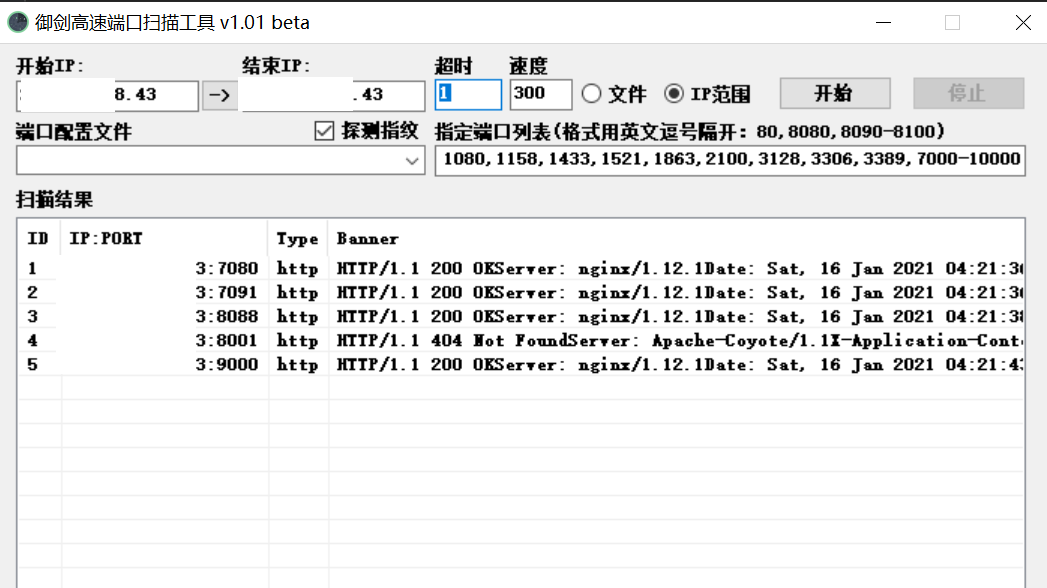 御剑高速端口扫描工具 v1.01 beta
开始IP: 结束IP: 超时 速度
8.43 -> .43 1 300 文件 IP范围 开始 停止
端口配置文件 探测指纹 指定端口列表(格式用英文逗号隔开: 80,8080,8090-8100)
1080,1158,1433,1521,1863,2100,3128,3306,3389,7000-10000
扫描结果
ID IP:PORT Type Banner
1 3:7080 http HTTP/1.1 200 OKServer: nginx/1.12.1Date: Sat, 16 Jan 2021 04:21:36
2 3:7091 http HTTP/1.1 200 OKServer: nginx/1.12.1Date: Sat, 16 Jan 2021 04:21:36
3 3:8088 http HTTP/1.1 200 OKServer: nginx/1.12.1Date: Sat, 16 Jan 2021 04:21:38
4 3:8001 http HTTP/1.1 404 Not FoundServer: Apache-Coyote/1.1X-Application-Cont
5 3:9000 http HTTP/1.1 200 OKServer: nginx/1.12.1Date: Sat, 16 Jan 2021 04:21:43